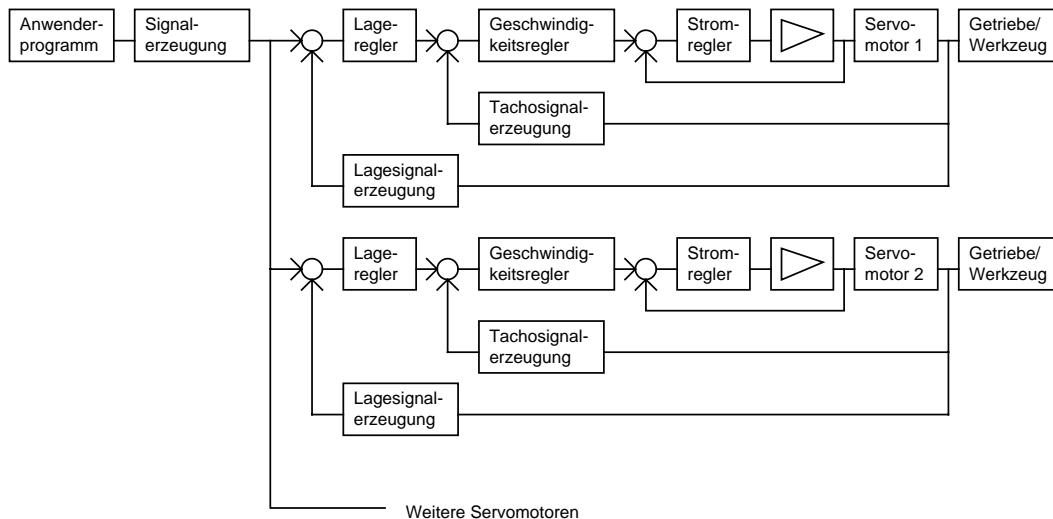 Anwender-
programm
Signal-
erzeugung
Lage-
regler
Geschwindig-
keitsregler
Strom-
regler
Servo-
motor 1
Getriebe/
Werkzeug
Tachosignal-
erzeugung
Lagesignal-
erzeugung
Lage-
regler
Geschwindig-
keitsregler
Strom-
regler
Servo-
motor 2
Getriebe/
Werkzeug
Tachosignal-
erzeugung
Lagesignal-
erzeugung
Weitere Servomotoren